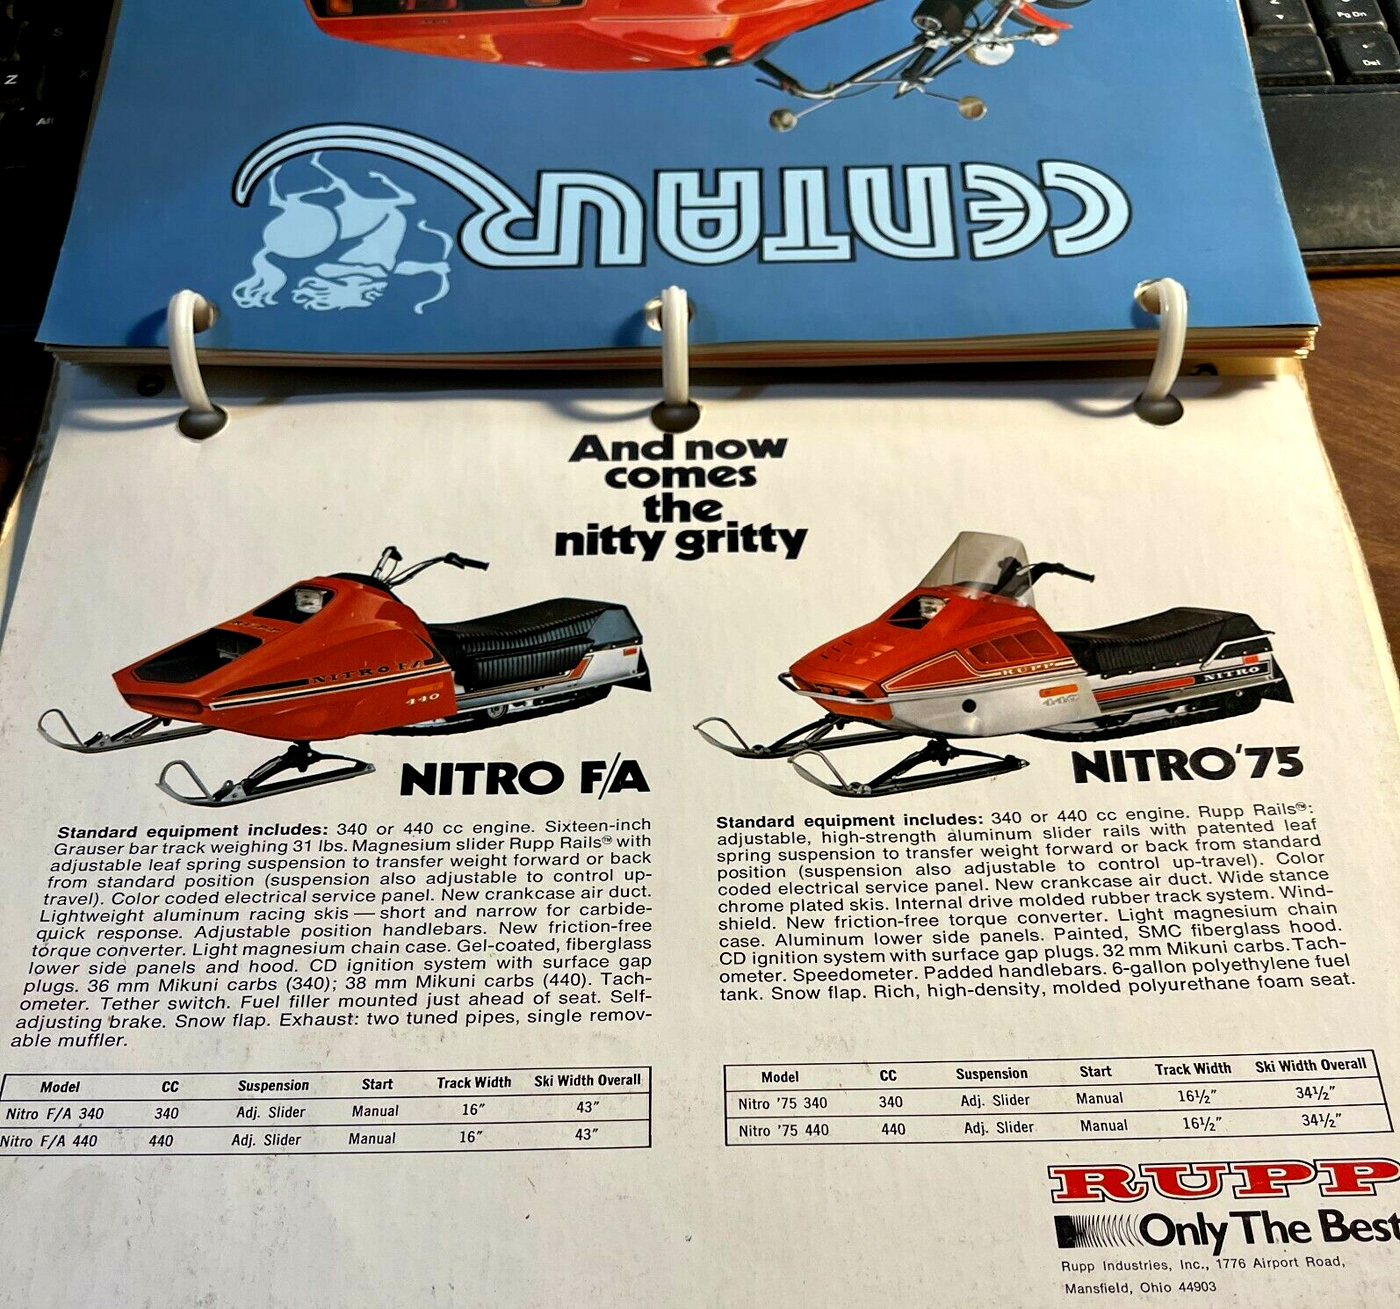 CENTAUR
And now
comes
the
nitty gritty
NITRO F/A
440
NITRO F/A
Standard equipment includes: 340 or 440 cc engine. Sixteen-inch
Grauser bar track weighing 31 lbs. Magnesium slider Rupp Rails℠ with
adjustable leaf spring suspension to transfer weight forward or back
from standard position (suspension also adjustable to control up-
travel). Color coded electrical service panel. New crankcase air duct.
Lightweight aluminum racing skis — short and narrow for carbide-
quick response. Adjustable position handlebars. New friction-free
torque converter. Light magnesium chain case. Gel-coated, fiberglass
lower side panels and hood. CD ignition system with surface gap
plugs. 36 mm Mikuni carbs (340); 38 mm Mikuni carbs (440). Tach-
ometer. Tether switch. Fuel filler mounted just ahead of seat. Self-
adjusting brake. Snow flap. Exhaust: two tuned pipes, single remov-
able muffler.
Model CC Suspension Start Track Width Ski Width Overall
Nitro F/A 340 340 Adj. Slider Manual 16″ 43″
Nitro F/A 440 440 Adj. Slider Manual 16″ 43″
RUPP
NITRO
440
NITRO '75
Standard equipment includes: 340 or 440 cc engine. Rupp Rails℠:
adjustable, high-strength aluminum slider rails with patented leaf
spring suspension to transfer weight forward or back from standard
position (suspension also adjustable to control up-travel). Color
coded electrical service panel. New crankcase air duct. Wide stance
chrome plated skis. Internal drive molded rubber track system. Wind-
shield. New friction-free torque converter. Light magnesium chain
case. Aluminum lower side panels. Painted, SMC fiberglass hood.
CD ignition system with surface gap plugs. 32 mm Mikuni carbs. Tach-
ometer. Speedometer. Padded handlebars. 6-gallon polyethylene fuel
tank. Snow flap. Rich, high-density, molded polyurethane foam seat.
Model CC Suspension Start Track Width Ski Width Overall
Nitro '75 340 340 Adj. Slider Manual 16½″ 34½″
Nitro '75 440 440 Adj. Slider Manual 16½″ 34½″
RUPP
Only The Best
Rupp Industries, Inc., 1776 Airport Road,
Mansfield, Ohio 44903
Z
Alt
Pg Dn
Del